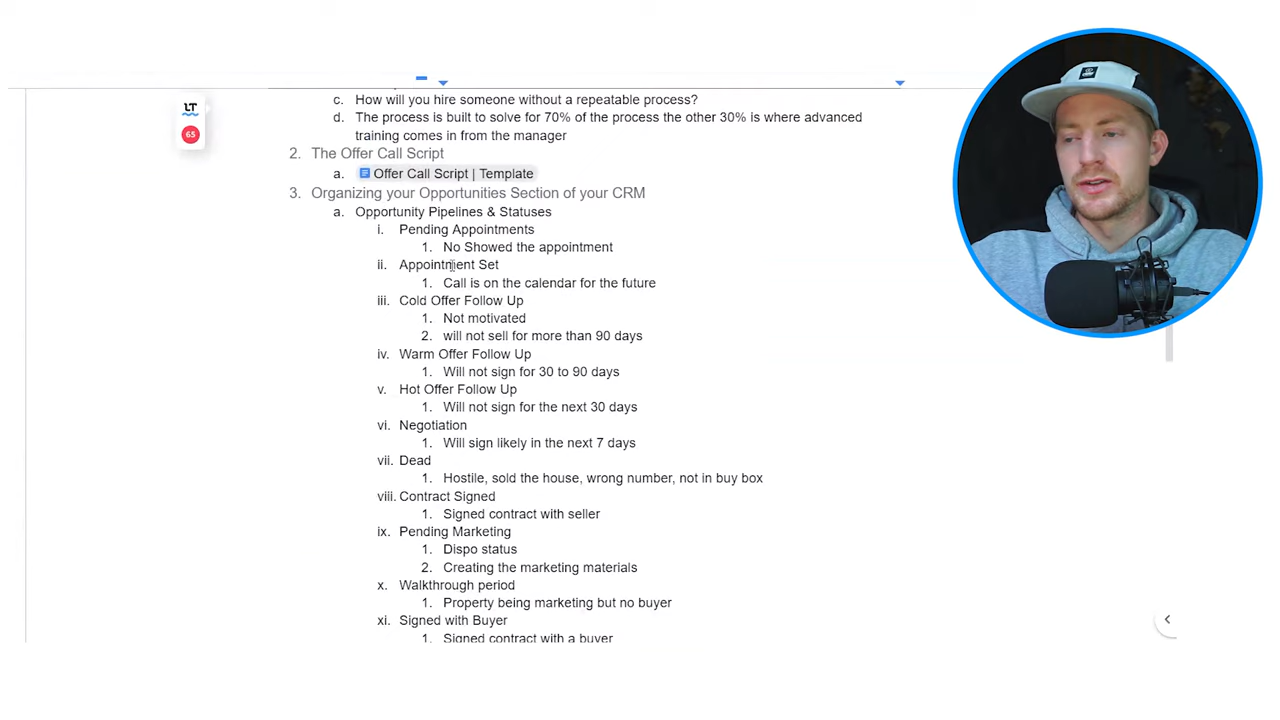 LT
65
c. How will you hire someone without a repeatable process?
d. The process is built to solve for 70% of the process the other 30% is where advanced
training comes in from the manager
2. The Offer Call Script
a. Offer Call Script | Template
3. Organizing your Opportunities Section of your CRM
a. Opportunity Pipelines & Statuses
i. Pending Appointments
1. No Showed the appointment
ii. Appointment Set
1. Call is on the calendar for the future
iii. Cold Offer Follow Up
1. Not motivated
2. will not sell for more than 90 days
iv. Warm Offer Follow Up
1. Will not sign for 30 to 90 days
v. Hot Offer Follow Up
1. Will not sign for the next 30 days
vi. Negotiation
1. Will sign likely in the next 7 days
vii. Dead
1. Hostile, sold the house, wrong number, not in buy box
viii. Contract Signed
1. Signed contract with seller
ix. Pending Marketing
1. Dispo status
2. Creating the marketing materials
x. Walkthrough period
1. Property being marketing but no buyer
xi. Signed with Buyer
1. Signed contract with a buyer